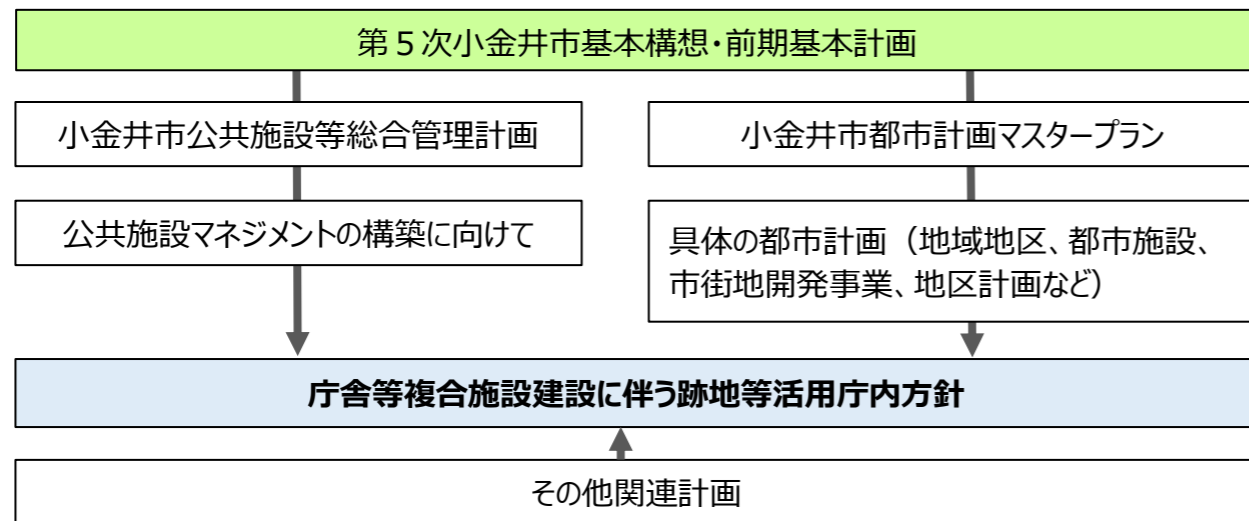 第５次小金井市基本構想・前期基本計画
小金井市公共施設等総合管理計画
小金井市都市計画マスタープラン
公共施設マネジメントの構築に向けて
具体の都市計画（地域地区、都市施設、
市街地開発事業、地区計画など）
庁舎等複合施設建設に伴う跡地等活用庁内方針
その他関連計画